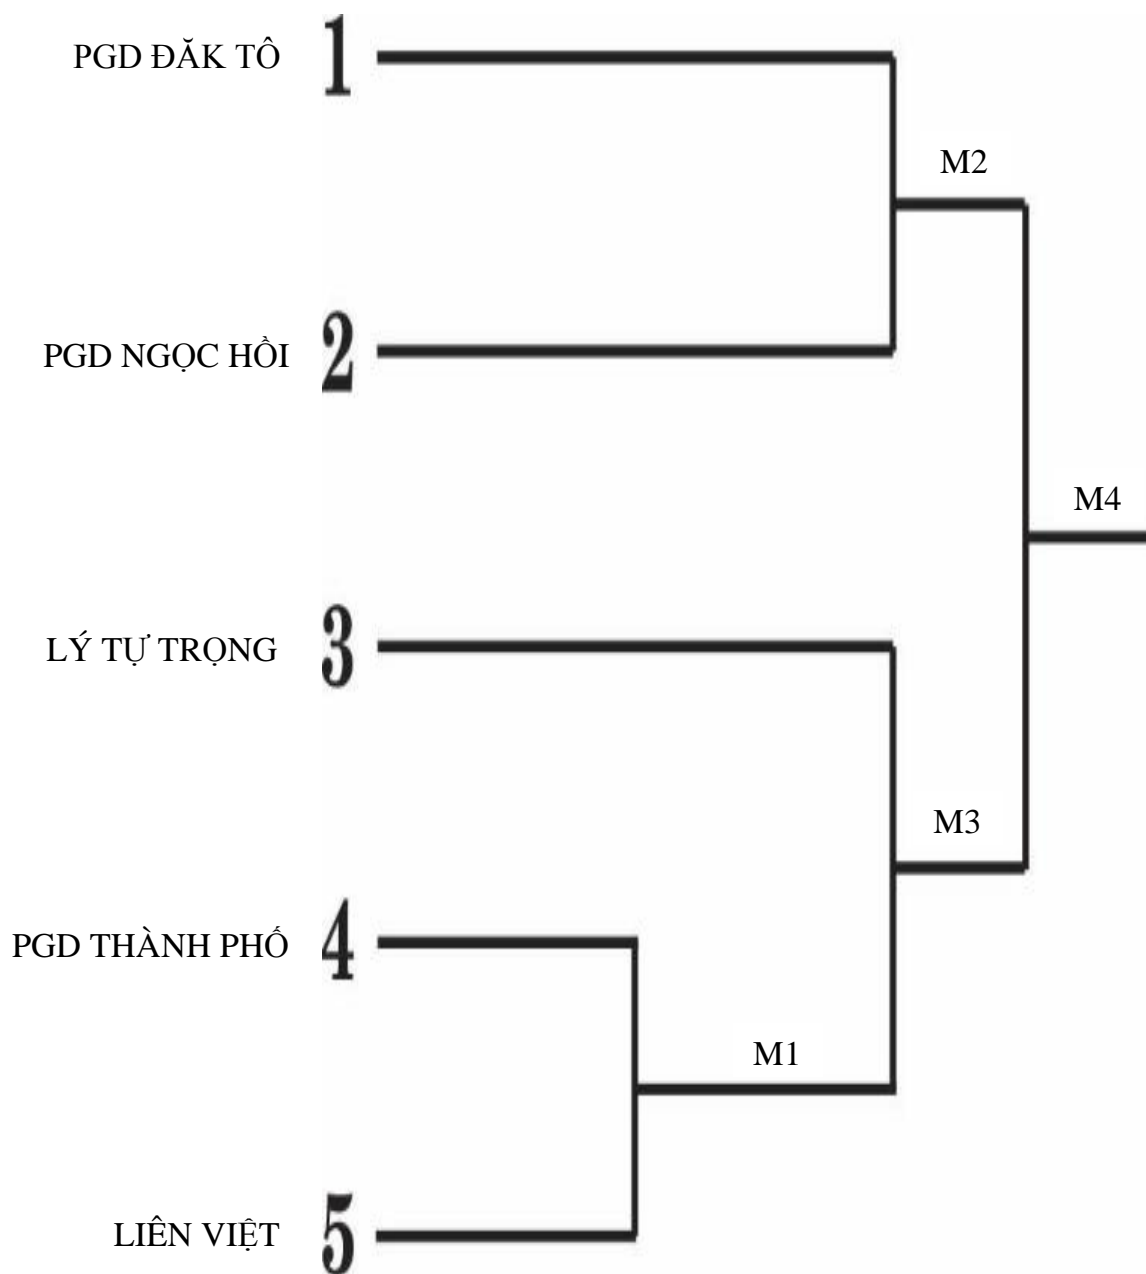 PGD ĐĂK TÔ 1
M2
PGD NGỌC HỒI 2
M4
LÝ TỰ TRỌNG 3
M3
PGD THÀNH PHỐ 4
M1
LIÊN VIỆT 5